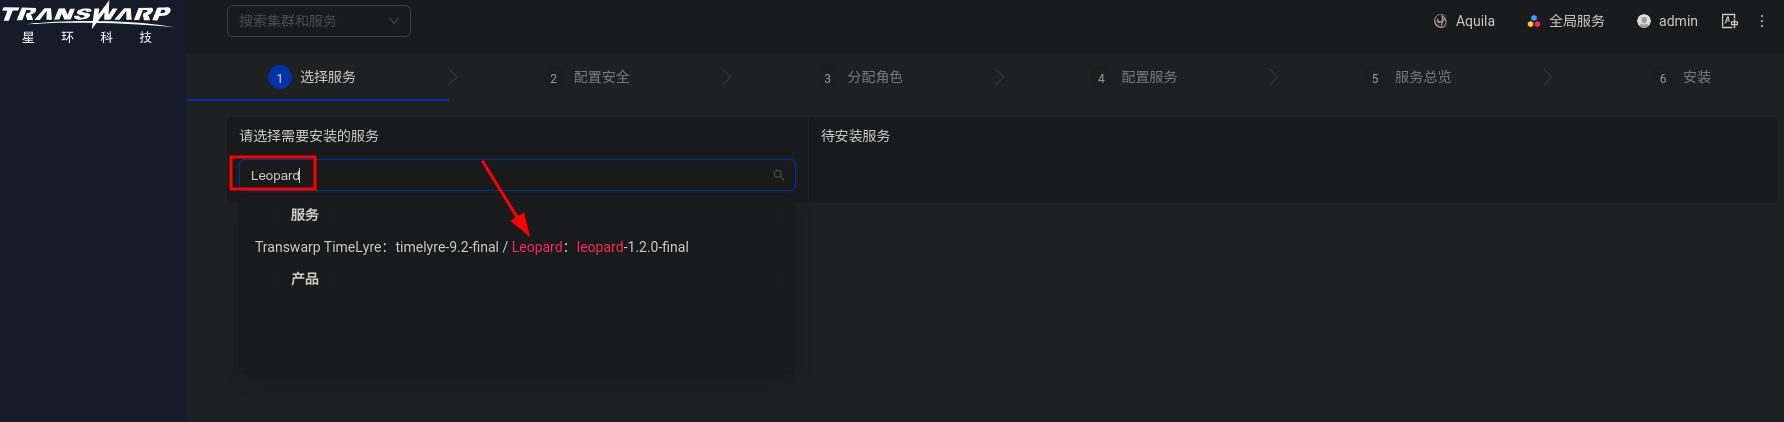 TRANSWARP
星 环 科 技
搜索集群和服务
Aquila
全局服务
admin
1 选择服务
2 配置安全
3 分配角色
4 配置服务
5 服务总览
6 安装
请选择需要安装的服务
待安装服务
Leopard
服务
Transwarp TimeLyre： timelyre-9.2-final / Leopard： leopard-1.2.0-final
产品